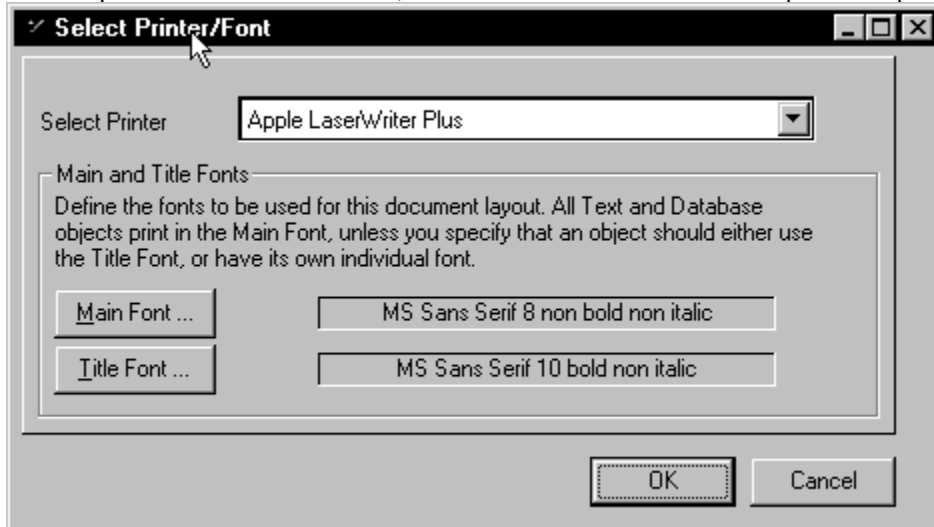 Select Printer/Font
Select Printer Apple LaserWriter Plus
Main and Title Fonts
Define the fonts to be used for this document layout. All Text and Database
objects print in the Main Font, unless you specify that an object should either use
the Title Font, or have its own individual font.
Main Font ... MS Sans Serif 8 non bold non italic
Title Font ... MS Sans Serif 10 bold non italic
OK Cancel